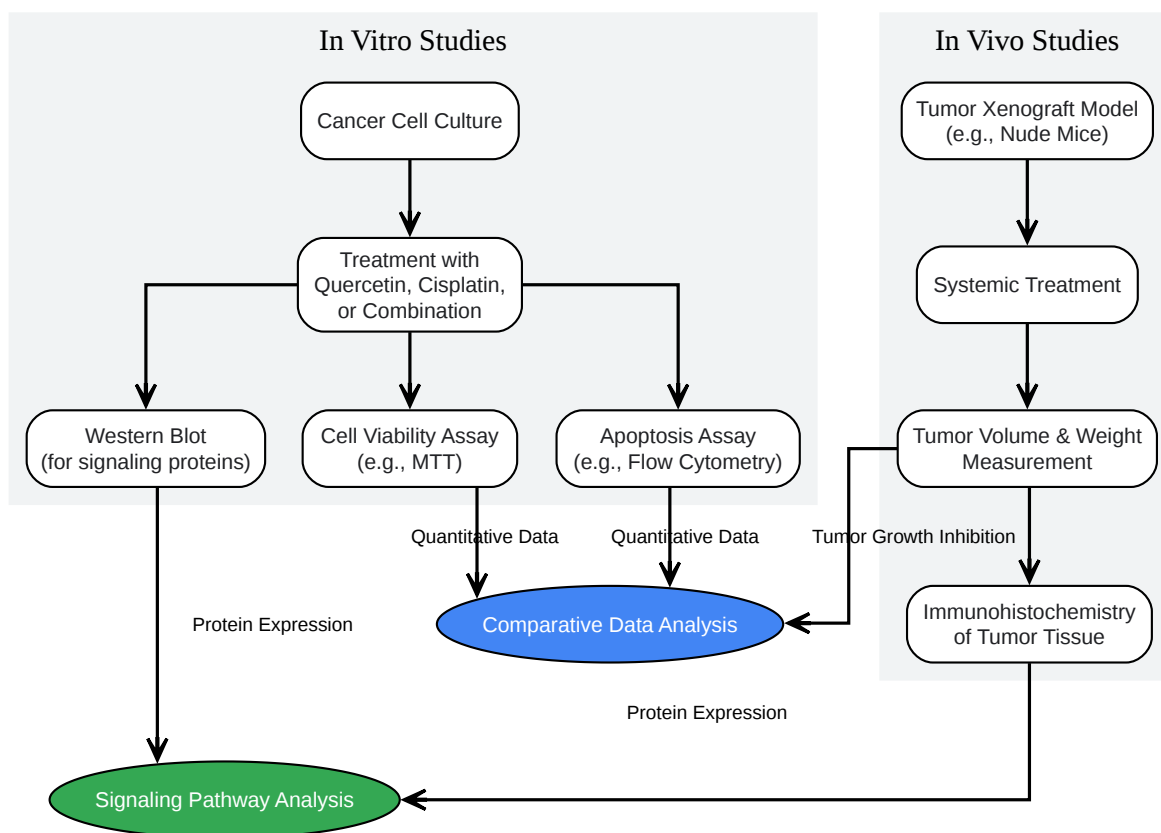 In Vitro Studies
In Vivo Studies
Cancer Cell Culture
Tumor Xenograft Model
(e.g., Nude Mice)
Treatment with
Quercetin, Cisplatin,
or Combination
Systemic Treatment
Western Blot
(for signaling proteins)
Cell Viability Assay
(e.g., MTT)
Apoptosis Assay
(e.g., Flow Cytometry)
Tumor Volume & Weight
Measurement
Quantitative Data
Quantitative Data
Tumor Growth Inhibition
Protein Expression
Comparative Data Analysis
Immunohistochemistry
of Tumor Tissue
Protein Expression
Signaling Pathway Analysis